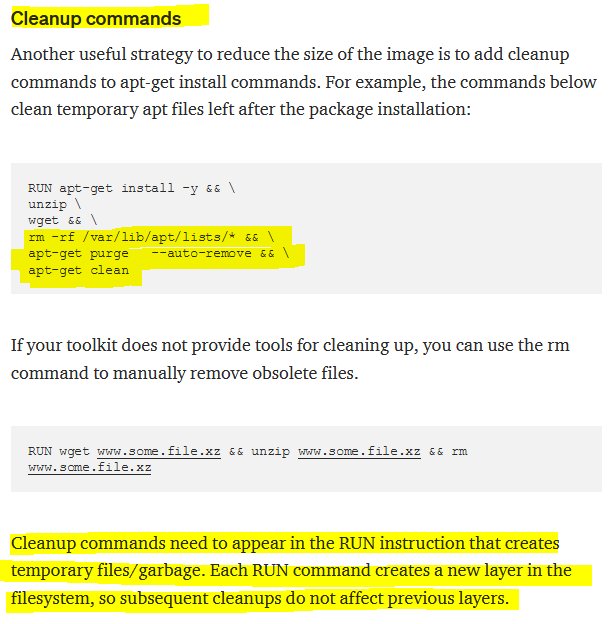 Cleanup commands
Another useful strategy to reduce the size of the image is to add cleanup
commands to apt-get install commands. For example, the commands below
clean temporary apt files left after the package installation:
RUN apt-get install -y && \
unzip \
wget && \
rm -rf /var/lib/apt/lists/* && \
apt-get purge   --auto-remove && \
apt-get clean
If your toolkit does not provide tools for cleaning up, you can use the rm
command to manually remove obsolete files.
RUN wget www.some.file.xz && unzip www.some.file.xz && rm
www.some.file.xz
Cleanup commands need to appear in the RUN instruction that creates
temporary files/garbage. Each RUN command creates a new layer in the
filesystem, so subsequent cleanups do not affect previous layers.